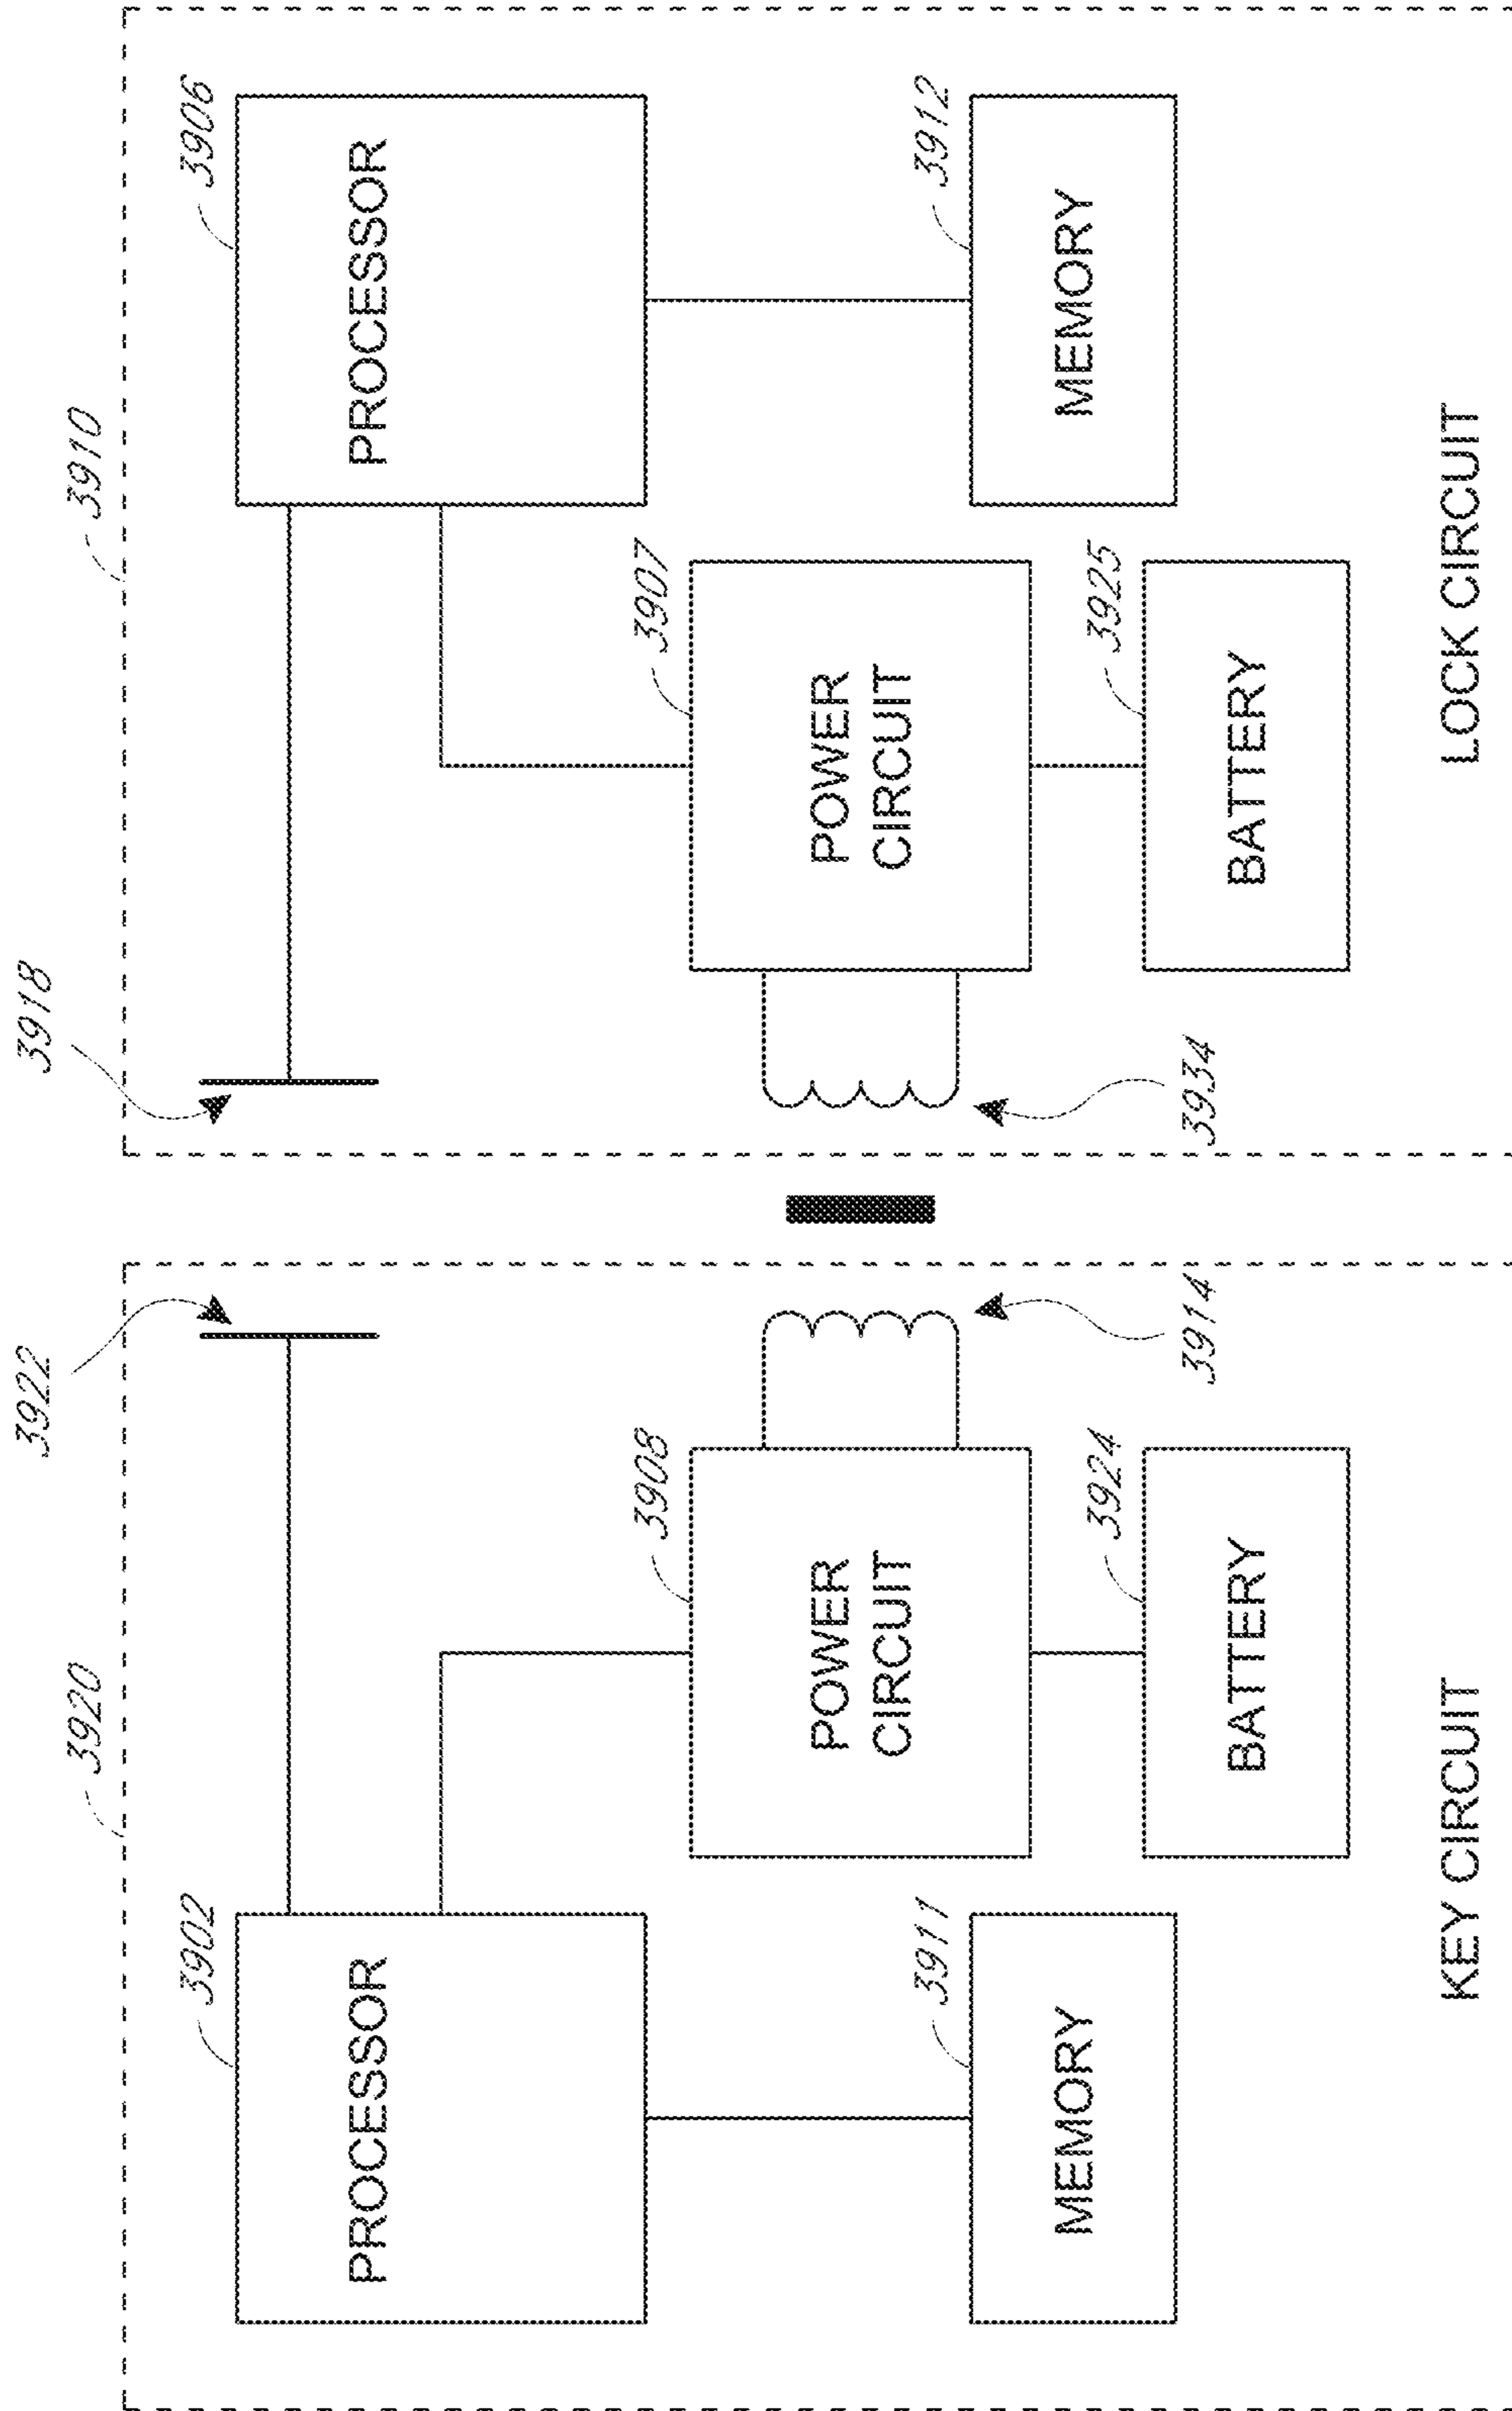 3920
3922
3918
3910
3902
PROCESSOR
3906
PROCESSOR
3908
POWER
CIRCUIT
3907
POWER
CIRCUIT
3911
MEMORY
3912
MEMORY
3924
BATTERY
3914
3934
3925
BATTERY
KEY CIRCUIT
LOCK CIRCUIT